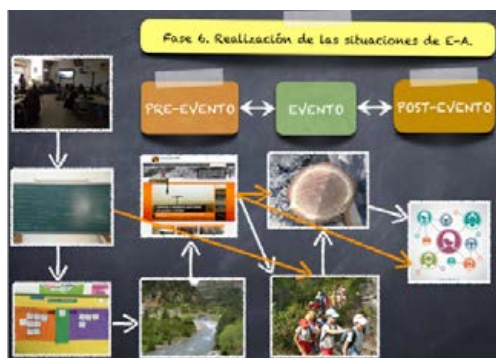 Fase 6. Realización de las situaciones de E-A.
PRE-EVENTO
EVENTO
POST-EVENTO